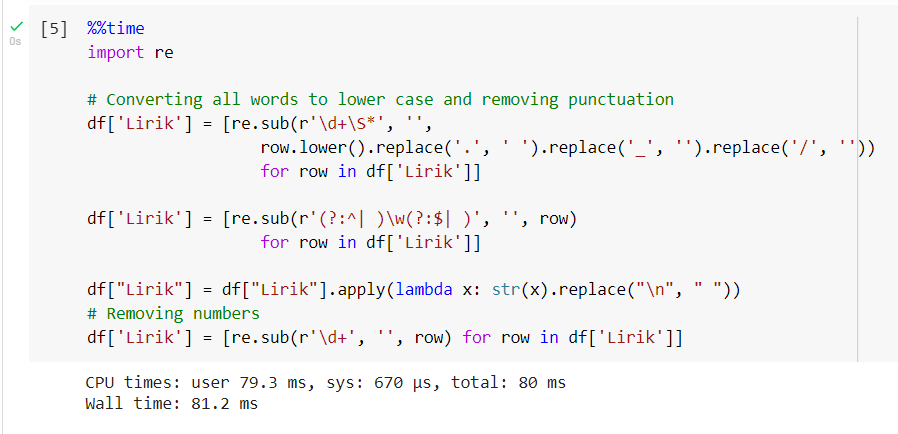 [5] %%time
0s
import re
# Converting all words to lower case and removing punctuation
df['Lirik'] = [re.sub(r'\d+\S*', '',
row.lower().replace('.', ' ').replace('_', '').replace('/', ''))
for row in df['Lirik']]
df['Lirik'] = [re.sub(r'(?:^| )\w(?:$| )', '', row)
for row in df['Lirik']]
df["Lirik"] = df["Lirik"].apply(lambda x: str(x).replace("\n", " "))
# Removing numbers
df['Lirik'] = [re.sub(r'\d+', '', row) for row in df['Lirik']]
CPU times: user 79.3 ms, sys: 670 µs, total: 80 ms
Wall time: 81.2 ms